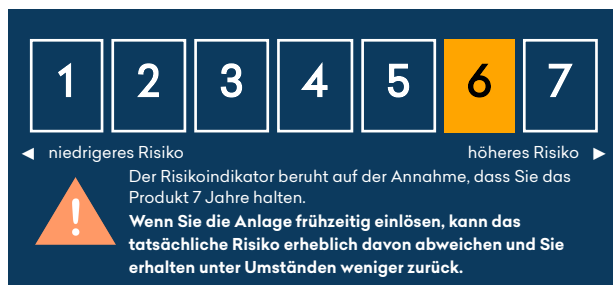 1 2 3 4 5 6 7
◄ niedrigeres Risiko höheres Risiko ►
Der Risikoindikator beruht auf der Annahme, dass Sie das
Produkt 7 Jahre halten.
Wenn Sie die Anlage frühzeitig einlösen, kann das
tatsächliche Risiko erheblich davon abweichen und Sie
erhalten unter Umständen weniger zurück.
!